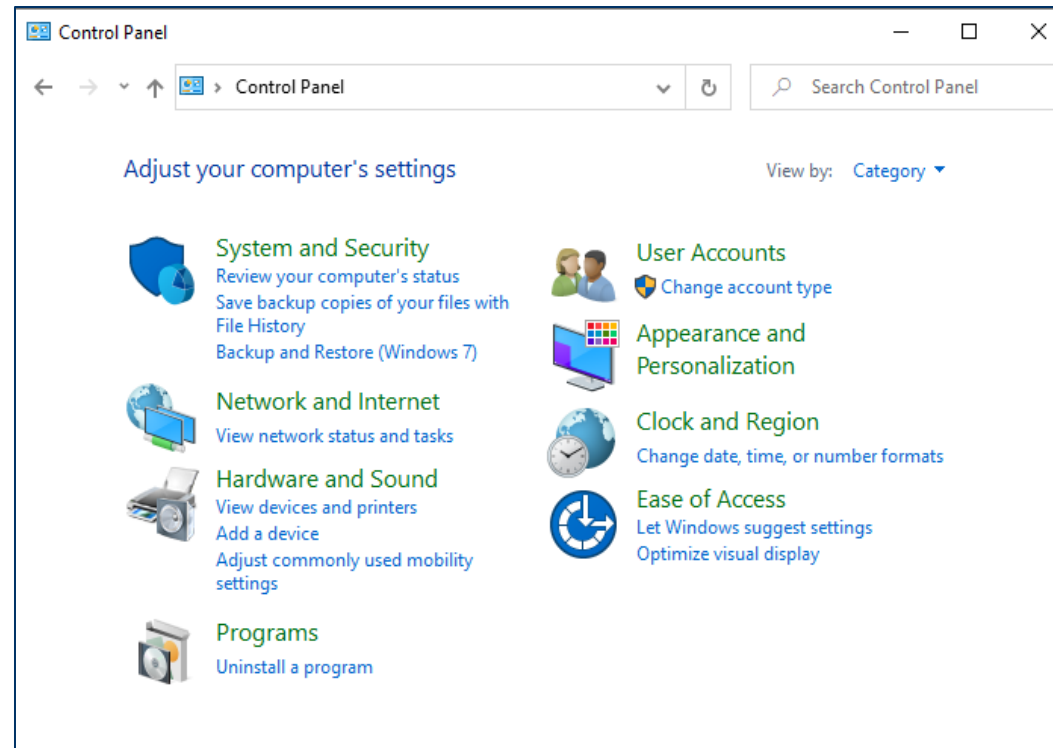 Control Panel
Control Panel
Search Control Panel
Adjust your computer's settings
View by: Category
System and Security
Review your computer's status
Save backup copies of your files with
File History
Backup and Restore (Windows 7)
Network and Internet
View network status and tasks
Hardware and Sound
View devices and printers
Add a device
Adjust commonly used mobility
settings
Programs
Uninstall a program
User Accounts
Change account type
Appearance and
Personalization
Clock and Region
Change date, time, or number formats
Ease of Access
Let Windows suggest settings
Optimize visual display